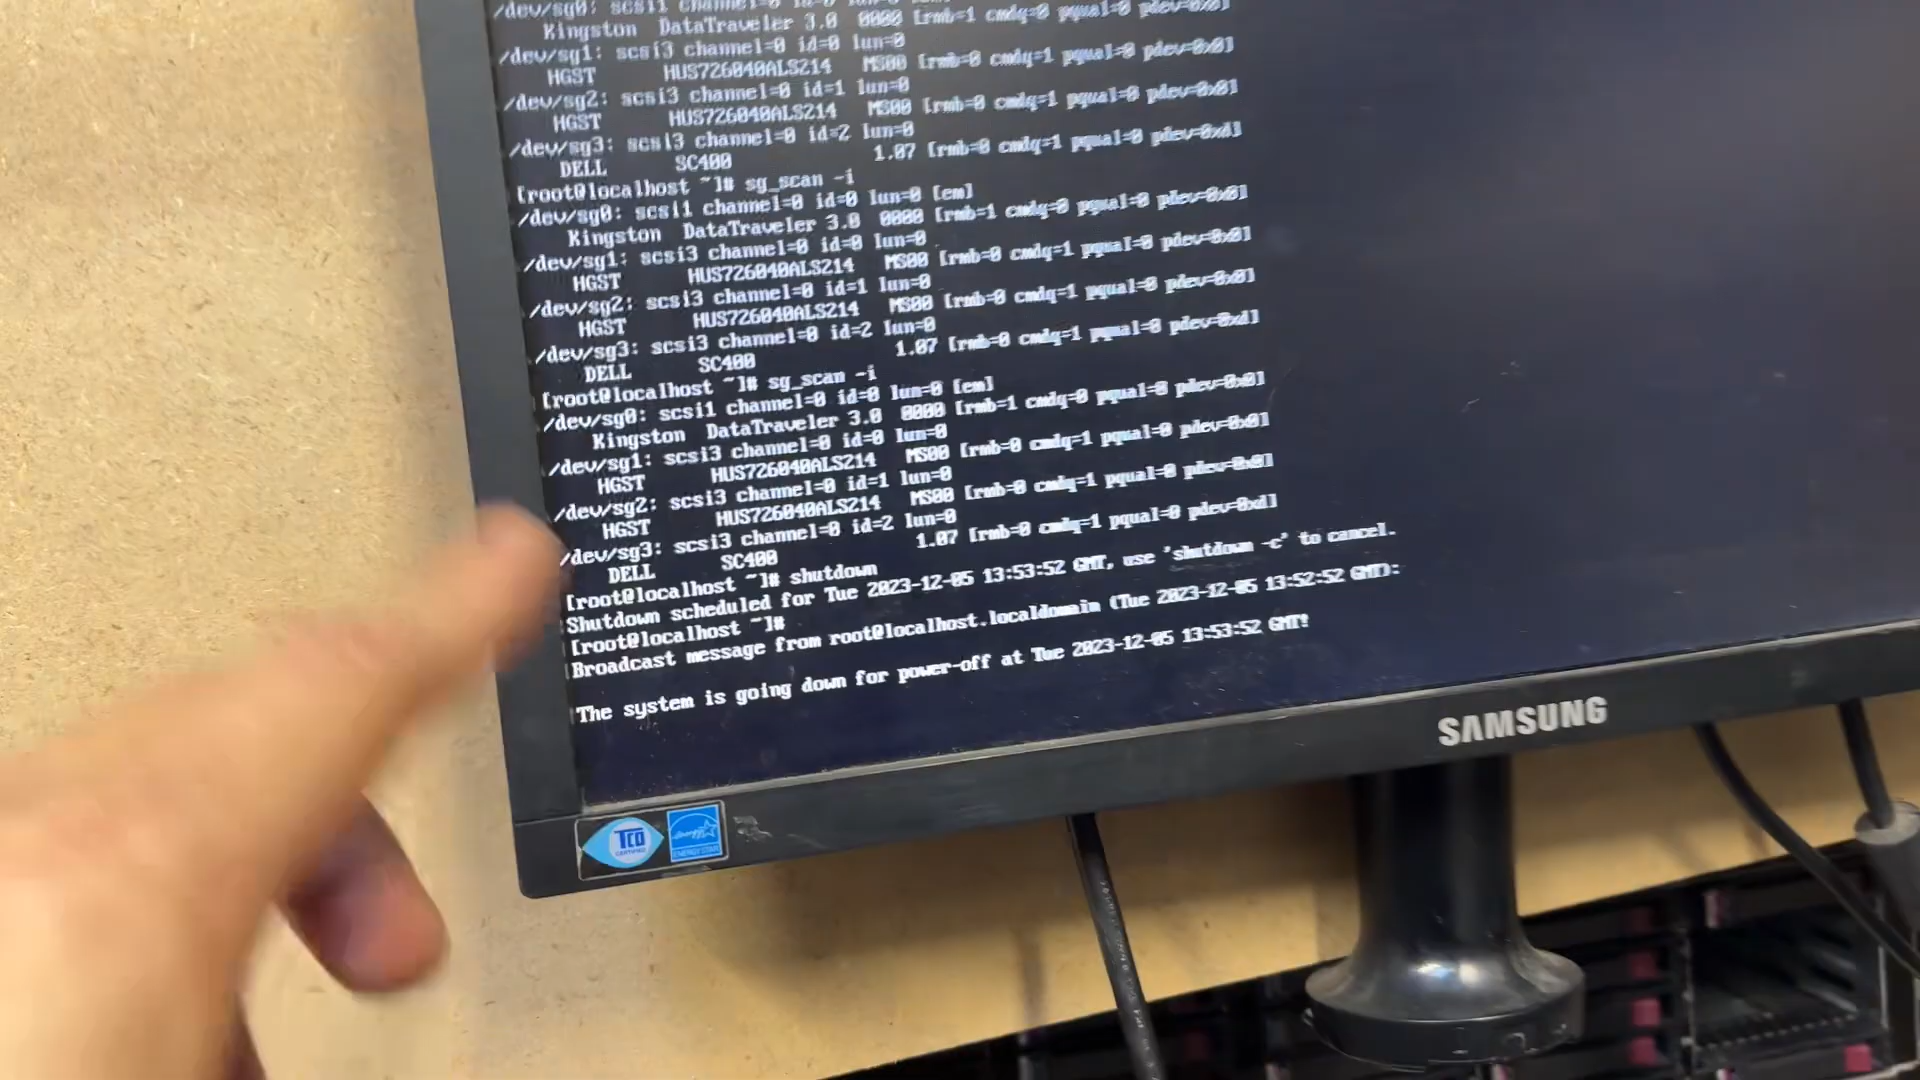 /dev/sg0: scsi1 channel=0 id=0 lun=0 [em]
Kingston DataTraveler 3.0 0000 [rmb=1 cmdq=0 pqual=0 pdev=0x0]
/dev/sg1: scsi3 channel=0 id=0 lun=0
HGST HUS726040ALS214 MS00 [rmb=0 cmdq=1 pqual=0 pdev=0x0]
/dev/sg2: scsi3 channel=0 id=1 lun=0
HGST HUS726040ALS214 MS00 [rmb=0 cmdq=1 pqual=0 pdev=0x0]
/dev/sg3: scsi3 channel=0 id=2 lun=0
DELL SC400 1.07 [rmb=0 cmdq=1 pqual=0 pdev=0xd]
[root@localhost ~]# sg_scan -i
/dev/sg0: scsi1 channel=0 id=0 lun=0 [em]
Kingston DataTraveler 3.0 0000 [rmb=1 cmdq=0 pqual=0 pdev=0x0]
/dev/sg1: scsi3 channel=0 id=0 lun=0
HGST HUS726040ALS214 MS00 [rmb=0 cmdq=1 pqual=0 pdev=0x0]
/dev/sg2: scsi3 channel=0 id=1 lun=0
HGST HUS726040ALS214 MS00 [rmb=0 cmdq=1 pqual=0 pdev=0x0]
/dev/sg3: scsi3 channel=0 id=2 lun=0
DELL SC400 1.07 [rmb=0 cmdq=1 pqual=0 pdev=0xd]
[root@localhost ~]# sg_scan -i
/dev/sg0: scsi1 channel=0 id=0 lun=0 [em]
Kingston DataTraveler 3.0 0000 [rmb=1 cmdq=0 pqual=0 pdev=0x0]
/dev/sg1: scsi3 channel=0 id=0 lun=0
HGST HUS726040ALS214 MS00 [rmb=0 cmdq=1 pqual=0 pdev=0x0]
/dev/sg2: scsi3 channel=0 id=1 lun=0
HGST HUS726040ALS214 MS00 [rmb=0 cmdq=1 pqual=0 pdev=0x0]
/dev/sg3: scsi3 channel=0 id=2 lun=0
DELL SC400 1.07 [rmb=0 cmdq=1 pqual=0 pdev=0xd]
[root@localhost ~]# shutdown
Shutdown scheduled for Tue 2023-12-05 13:53:52 GMT, use 'shutdown -c' to cancel.
[root@localhost ~]#
Broadcast message from root@localhost.localdomain (Tue 2023-12-05 13:52:52 GMT):
The system is going down for power-off at Tue 2023-12-05 13:53:52 GMT!
SAMSUNG
TCO
CERTIFIED
energy
ENERGY STAR